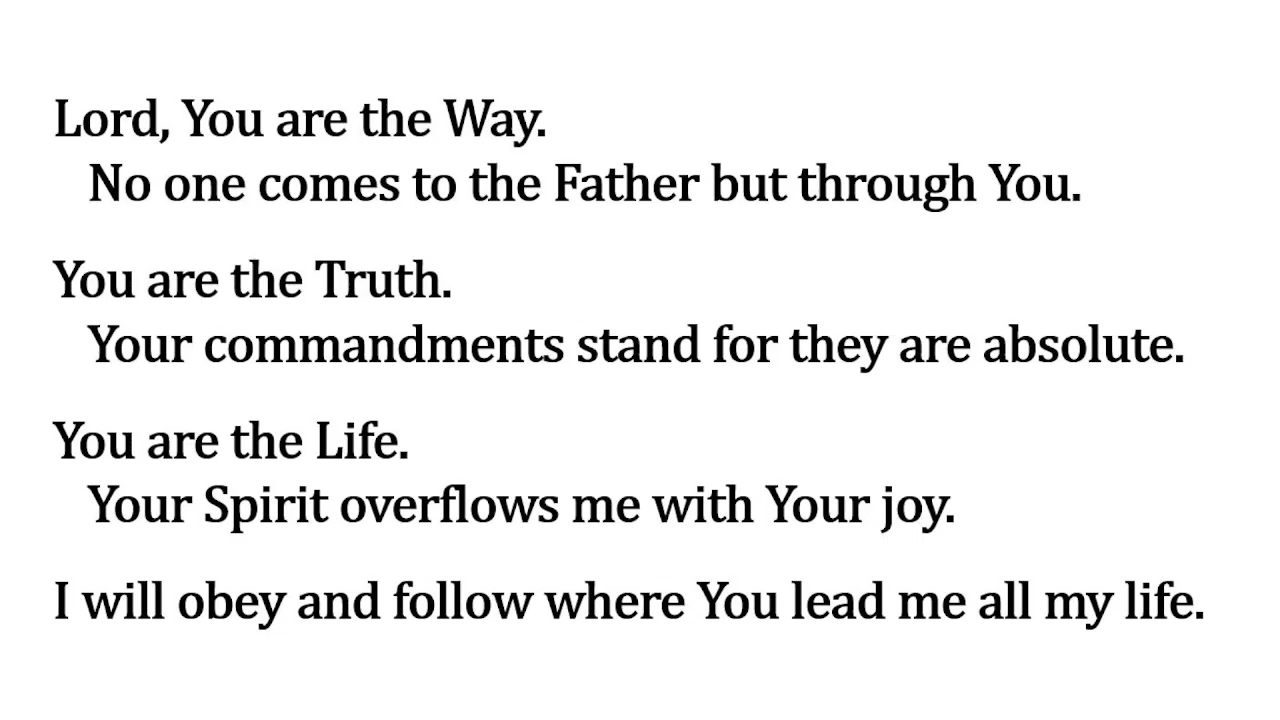 Lord, You are the Way.
No one comes to the Father but through You.
You are the Truth.
Your commandments stand for they are absolute.
You are the Life.
Your Spirit overflows me with Your joy.
I will obey and follow where You lead me all my life.